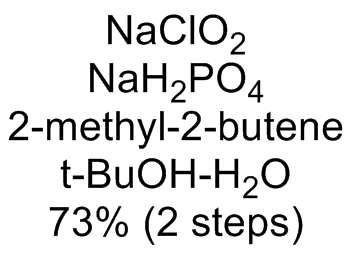 NaClO₂
NaH₂PO₄
2-methyl-2-butene
t-BuOH-H₂O
73% (2 steps)